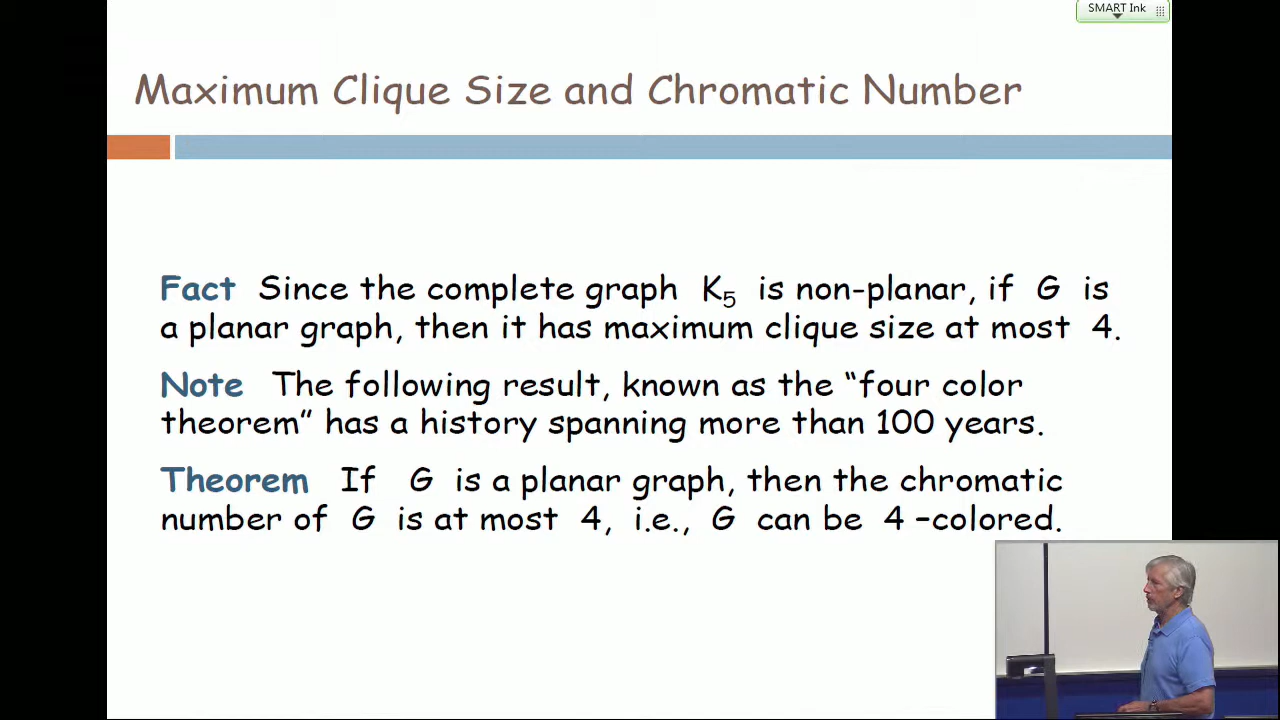 SMART Ink
Maximum Clique Size and Chromatic Number
Fact Since the complete graph K₅ is non-planar, if G is
a planar graph, then it has maximum clique size at most 4.
Note The following result, known as the “four color
theorem” has a history spanning more than 100 years.
Theorem If G is a planar graph, then the chromatic
number of G is at most 4, i.e., G can be 4 –colored.